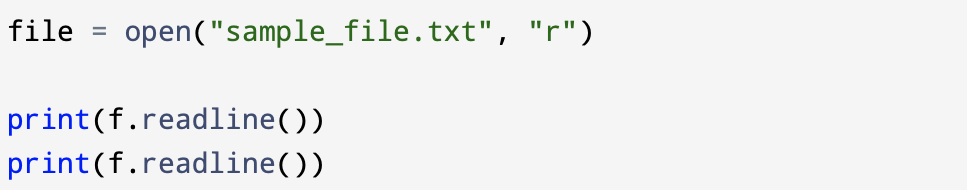 file = open("sample_file.txt", "r")
print(f.readline())
print(f.readline())